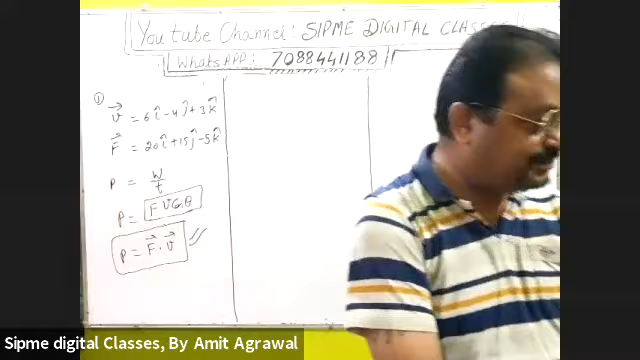 You tube Channel: SIPME DIGITAL CLASSES
WhatsAPP: 7088441188
①
v⃗ = 6î - 4ĵ + 3k̂
F⃗ = 20î + 15ĵ - 5k̂
P = W/t
P = F v Cos θ
P = F⃗ · v⃗
Sipme digital Classes, By Amit Agrawal